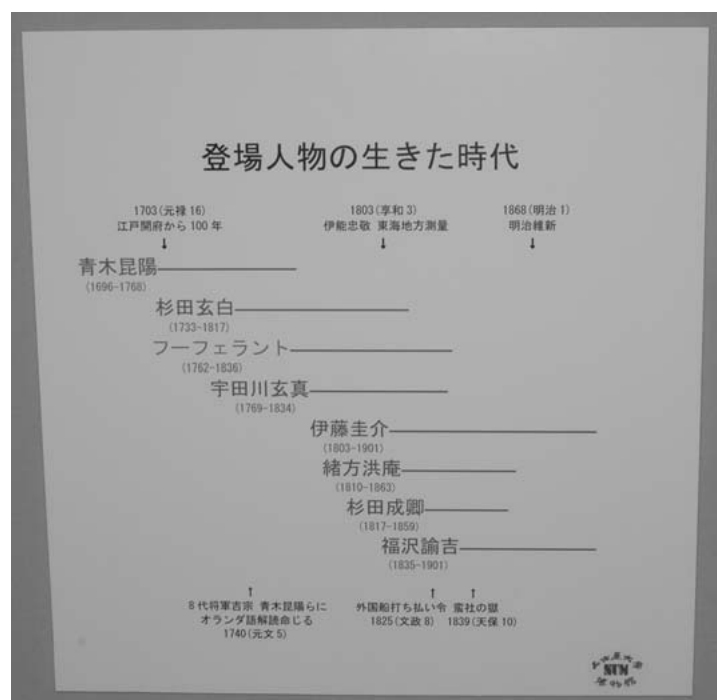 登場人物の生きた時代
1703(元禄16)
江戸開府から100年
↓
1803(享和3)
伊能忠敬 東海地方測量
↓
1868(明治1)
明治維新
↓
青木昆陽
(1696-1768)
杉田玄白
(1733-1817)
フーフェラント
(1762-1836)
宇田川玄真
(1769-1834)
伊藤圭介
(1803-1901)
緒方洪庵
(1810-1863)
杉田成卿
(1817-1859)
福沢諭吉
(1835-1901)
↑
8代将軍吉宗 青木昆陽らに
オランダ語解読命じる
1740(元文5)
↑
外国船打ち払い令
1825(文政8)
↑
蛮社の獄
1839(天保10)
NUM